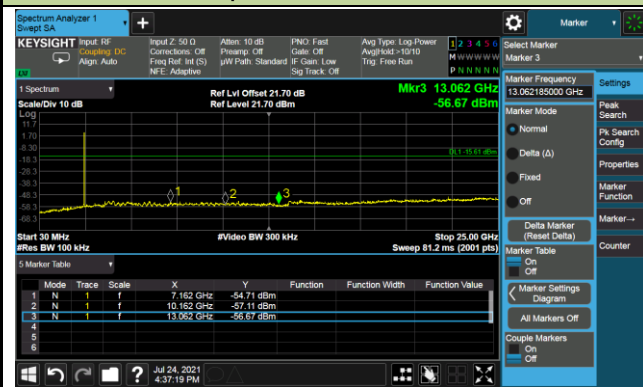 Spectrum Analyzer 1
Swept SA
+
Marker
KEYSIGHT
Input: RF
Coupling: DC
Align: Auto
Input Z: 50 Ω
Corrections: Off
Freq Ref: Int (S)
NFE: Adaptive
Atten: 10 dB
Preamp: Off
µW Path: Standard
PNO: Fast
Gate: Off
IF Gain: Low
Sig Track: Off
Avg Type: Log-Power
Avg|Hold:>10/10
Trig: Free Run
1 2 3 4 5 6
M W W W W W
P N N N N N
LW
Select Marker
Marker 3
1 Spectrum
Scale/Div 10 dB
Ref Lvl Offset 21.70 dB
Ref Level 21.70 dBm
Mkr3 13.062 GHz
-56.67 dBm
Log
11.7
1.70
-8.30
-18.3
-28.3
-38.3
-48.3
-58.3
-68.3
DL1 -15.61 dBm
1
2
3
Start 30 MHz
#Res BW 100 kHz
#Video BW 300 kHz
Stop 25.00 GHz
Sweep 81.2 ms (2001 pts)
5 Marker Table
Mode Trace Scale X Y Function Function Width Function Value
1 N 1 f 7.162 GHz -54.71 dBm
2 N 1 f 10.162 GHz -57.11 dBm
3 N 1 f 13.062 GHz -56.67 dBm
4
5
6
Marker Frequency
13.062185000 GHz
Marker Mode
Normal
Delta (Δ)
Fixed
Off
Delta Marker
(Reset Delta)
Marker Table
On
Off
Marker Settings
Diagram
All Markers Off
Couple Markers
On
Off
Settings
Peak
Search
Pk Search
Config
Properties
Marker
Function
Marker→
Counter
?
Jul 24, 2021
4:37:19 PM